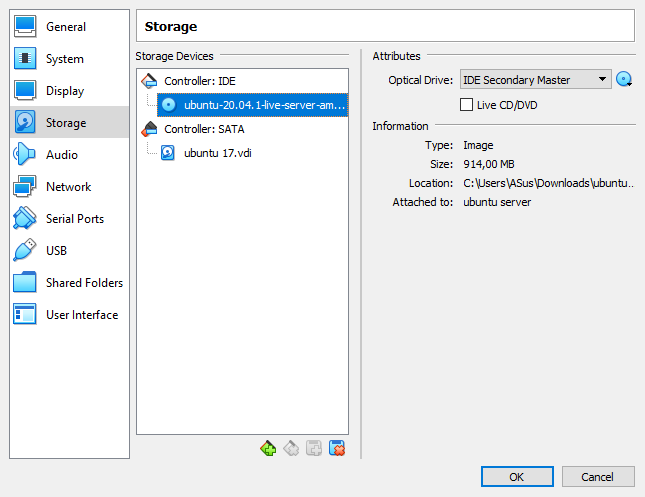 General
System
Display
Storage
Audio
Network
Serial Ports
USB
Shared Folders
User Interface
Storage
Storage Devices
Controller: IDE
ubuntu-20.04.1-live-server-am...
Controller: SATA
ubuntu 17.vdi
Attributes
Optical Drive: IDE Secondary Master
Live CD/DVD
Information
Type: Image
Size: 914,00 MB
Location: C:\Users\ASus\Downloads\ubuntu...
Attached to: ubuntu server
OK Cancel